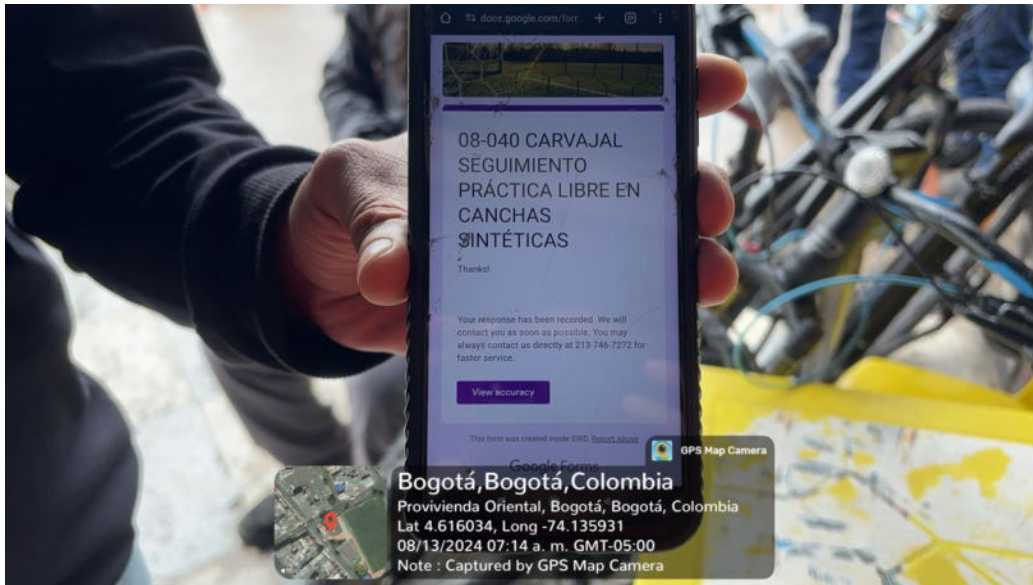 docs.google.com/forr
08-040 CARVAJAL
SEGUIMIENTO
PRÁCTICA LIBRE EN
CANCHAS
SINTÉTICAS
Thanks!
Your response has been recorded. We will
contact you as soon as possible. You may
always contact us directly at 213-746-7272 for
faster service.
View accuracy
This form was created inside IDRD. Report Abuse
Google Forms
GPS Map Camera
Bogotá,Bogotá,Colombia
Provivienda Oriental, Bogotá, Bogotá, Colombia
Lat 4.616034, Long -74.135931
08/13/2024 07:14 a. m. GMT-05:00
Note : Captured by GPS Map Camera